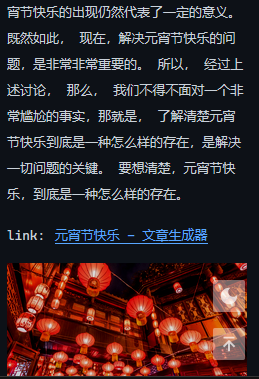 宵节快乐的出现仍然代表了一定的意义。
既然如此， 现在，解决元宵节快乐的问
题，是非常非常重要的。 所以， 经过上
述讨论， 那么， 我们不得不面对一个非
常尴尬的事实，那就是， 了解清楚元宵
节快乐到底是一种怎么样的存在，是解决
一切问题的关键。 要想清楚，元宵节快
乐，到底是一种怎么样的存在。
link: 元宵节快乐 - 文章生成器